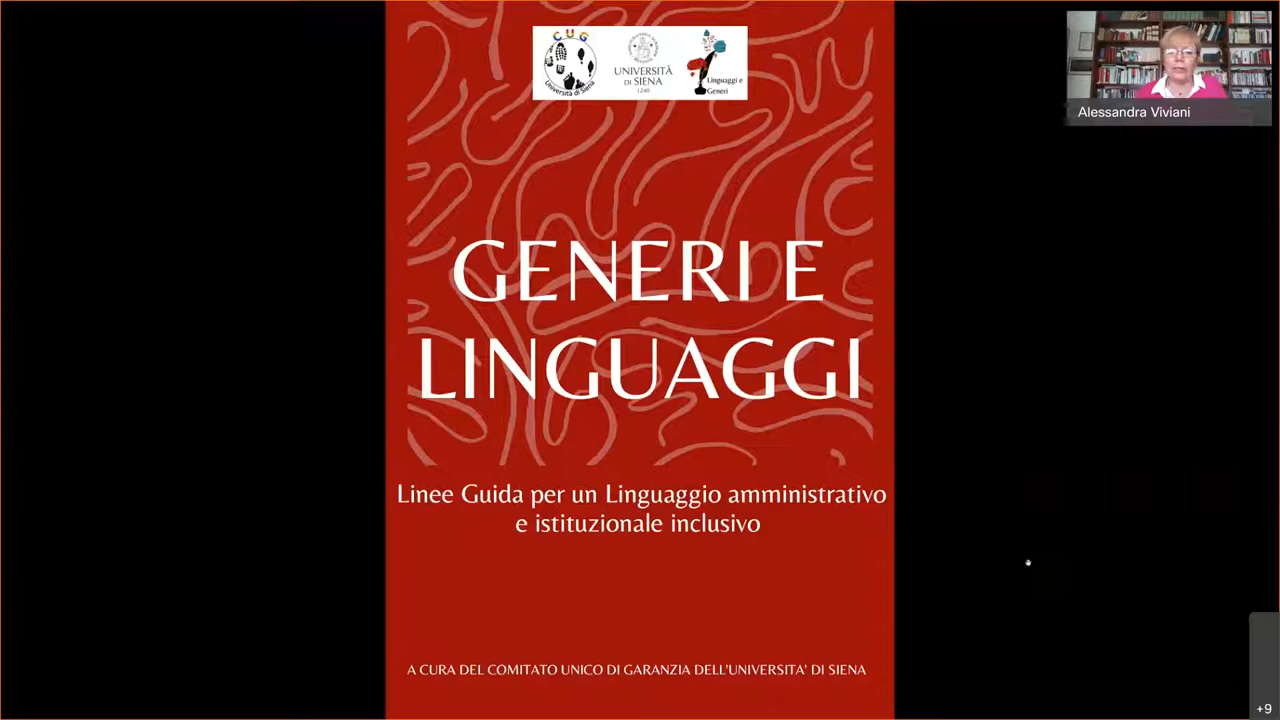 CUG
Università di Siena
UNIVERSITÀ
DI SIENA
1240
Linguaggi e
Generi
Alessandra Viviani
GENERI E
LINGUAGGI
Linee Guida per un Linguaggio amministrativo
e istituzionale inclusivo
A CURA DEL COMITATO UNICO DI GARANZIA DELL'UNIVERSITA' DI SIENA
+9